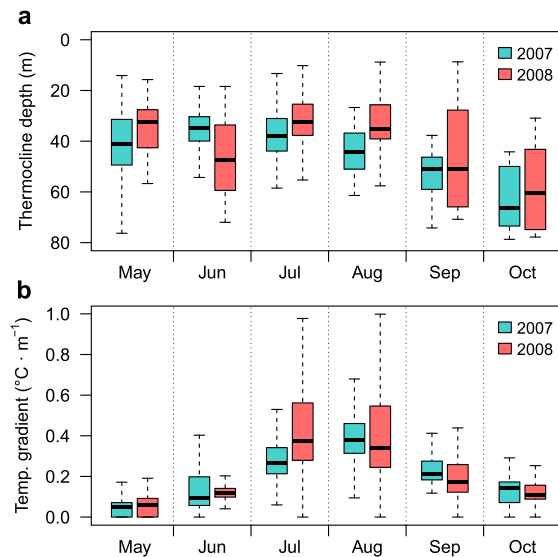 a
Thermocline depth (m)
0
20
40
60
80
2007
2008
May Jun Jul Aug Sep Oct
b
Temp. gradient (°C · m⁻¹)
1.0
0.8
0.6
0.4
0.2
0.0
2007
2008
May Jun Jul Aug Sep Oct